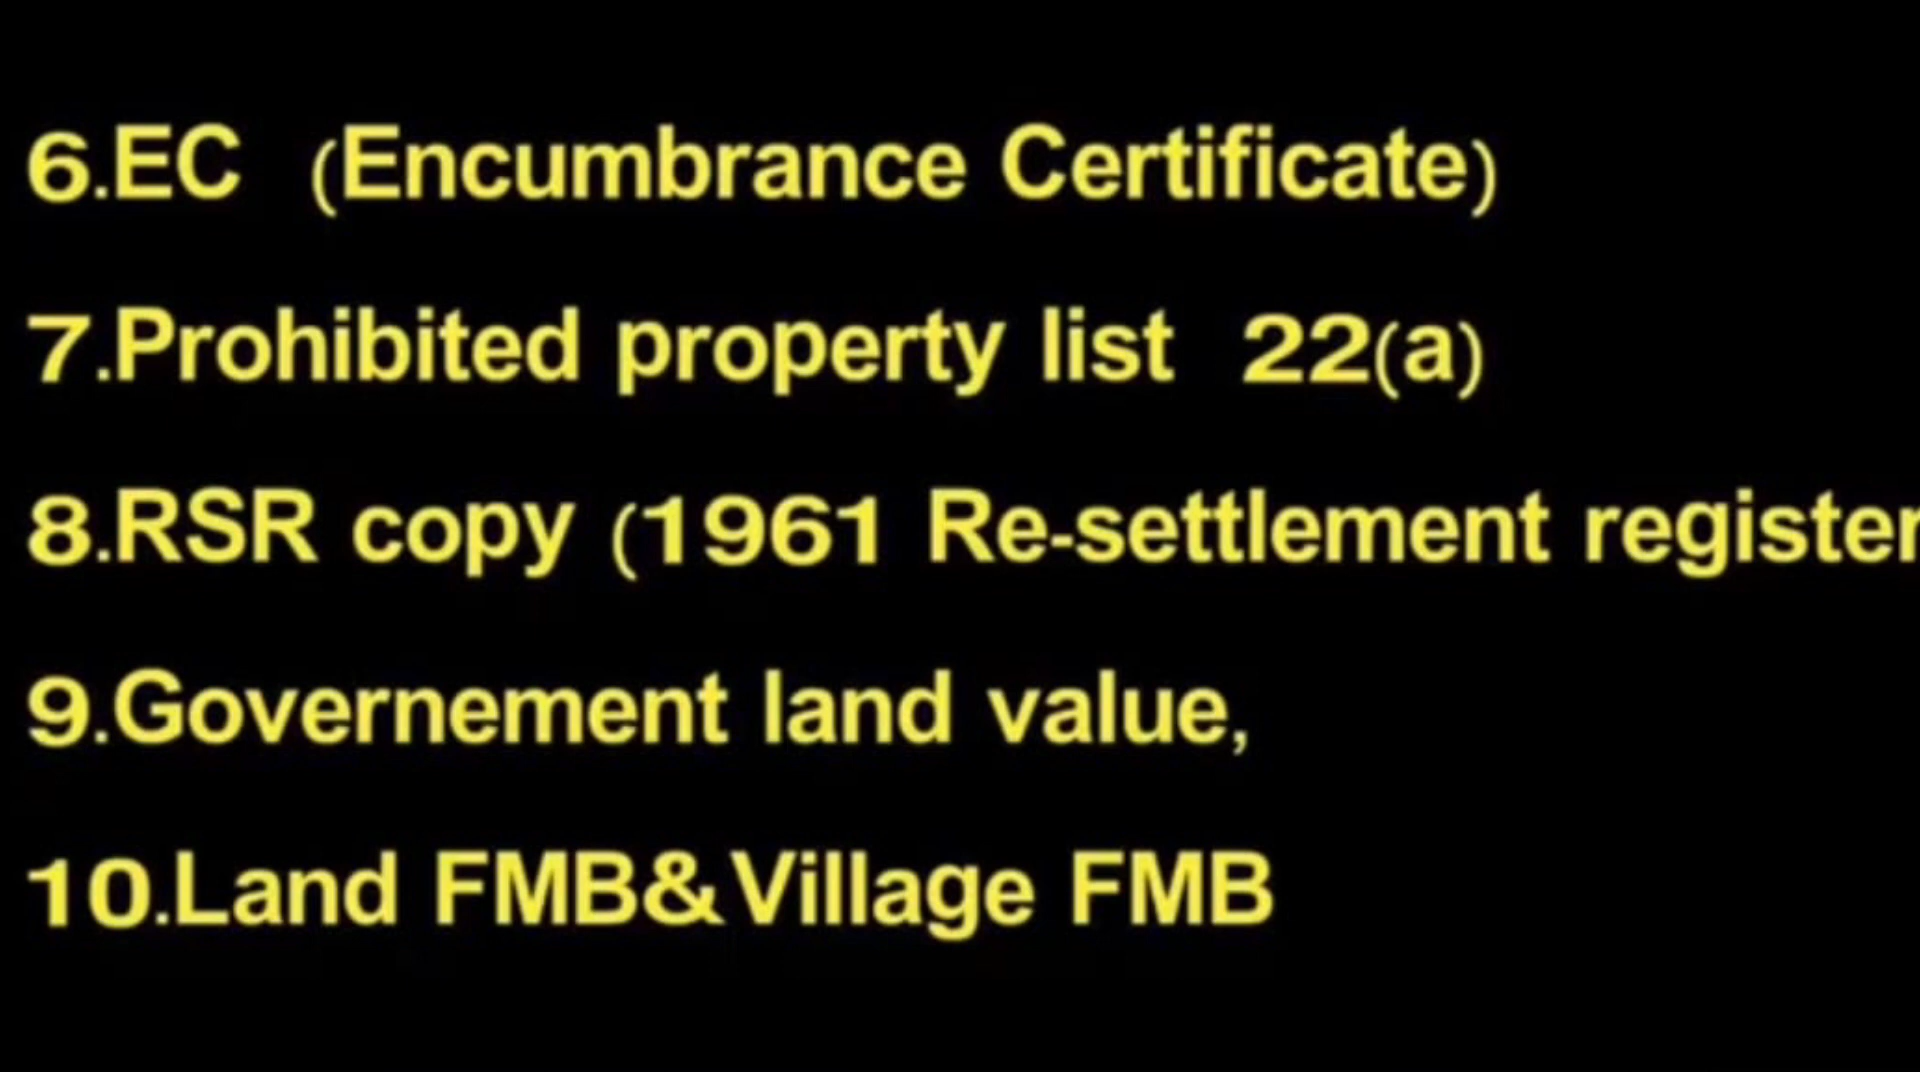 6.EC  (Encumbrance Certificate)
7.Prohibited property list  22(a)
8.RSR copy (1961 Re-settlement register
9.Governement land value,
10.Land FMB&Village FMB